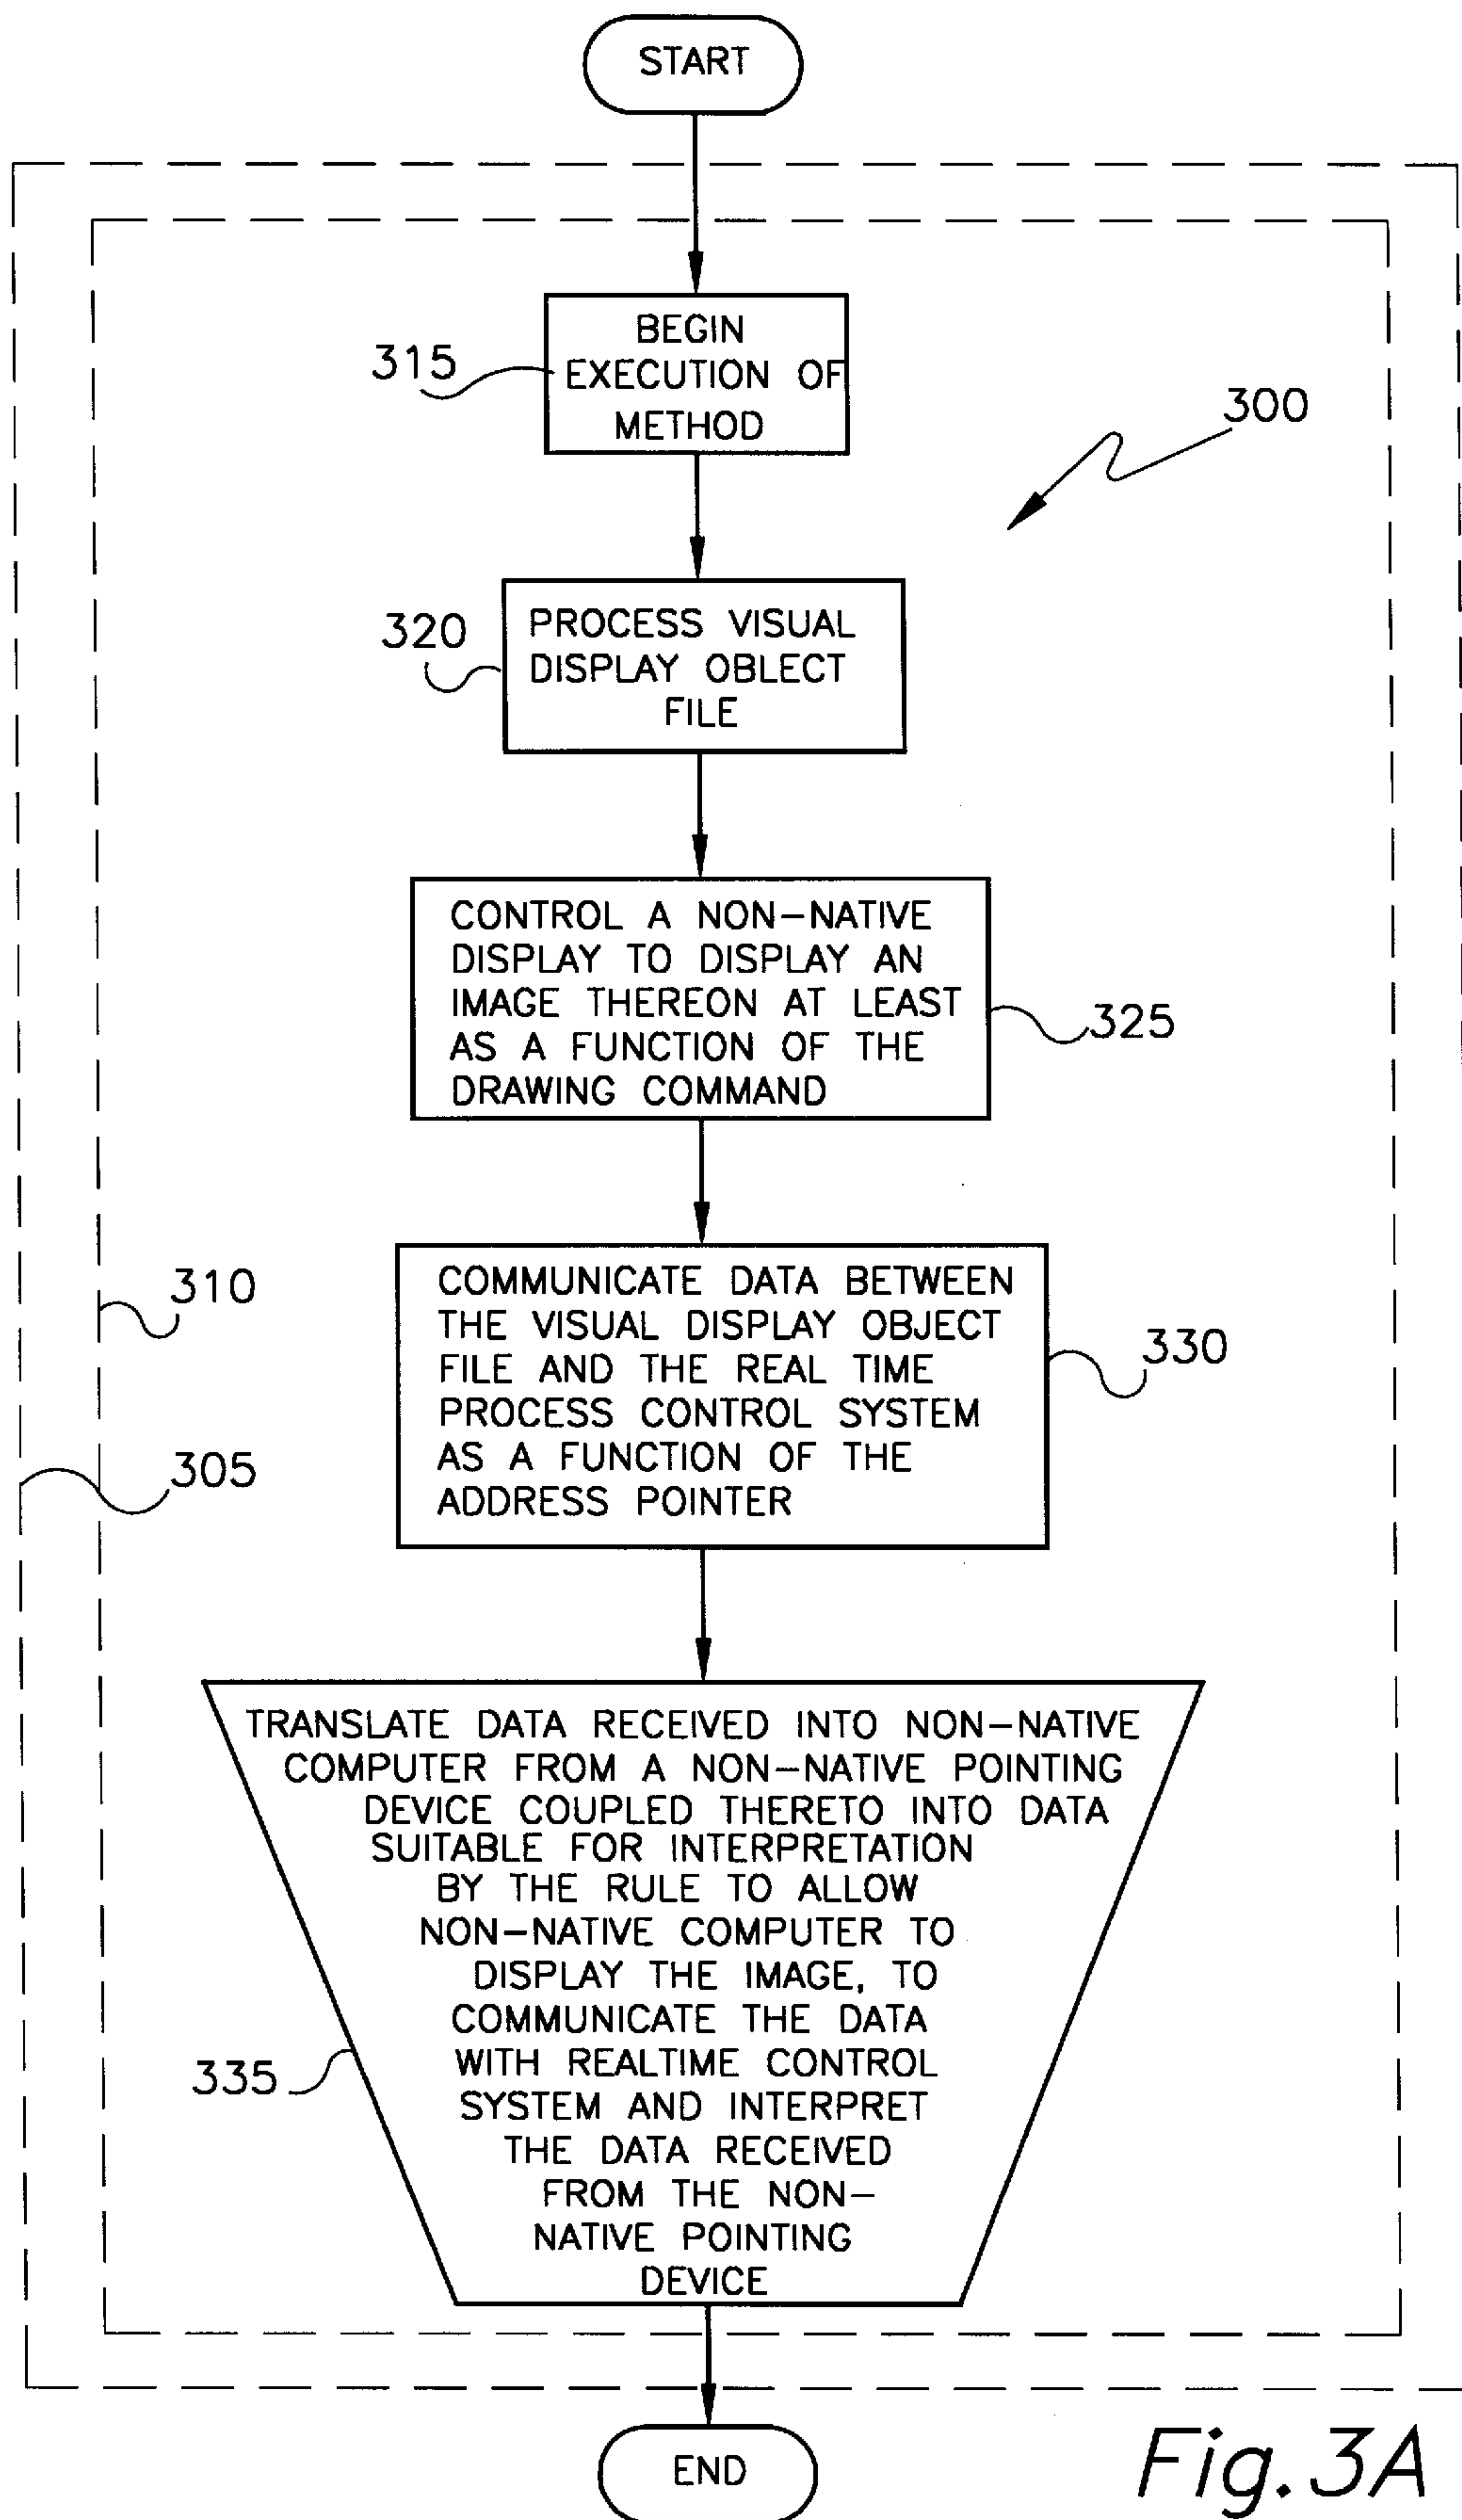 START
315
BEGIN
EXECUTION OF
METHOD
300
320
PROCESS VISUAL
DISPLAY OBLECT
FILE
CONTROL A NON-NATIVE
DISPLAY TO DISPLAY AN
IMAGE THEREON AT LEAST
AS A FUNCTION OF THE
DRAWING COMMAND
325
310
COMMUNICATE DATA BETWEEN
THE VISUAL DISPLAY OBJECT
FILE AND THE REAL TIME
PROCESS CONTROL SYSTEM
AS A FUNCTION OF THE
ADDRESS POINTER
330
305
TRANSLATE DATA RECEIVED INTO NON-NATIVE
COMPUTER FROM A NON-NATIVE POINTING
DEVICE COUPLED THERETO INTO DATA
SUITABLE FOR INTERPRETATION
BY THE RULE TO ALLOW
NON-NATIVE COMPUTER TO
DISPLAY THE IMAGE, TO
COMMUNICATE THE DATA
WITH REALTIME CONTROL
SYSTEM AND INTERPRET
THE DATA RECEIVED
FROM THE NON-
NATIVE POINTING
DEVICE
335
END
Fig.3A